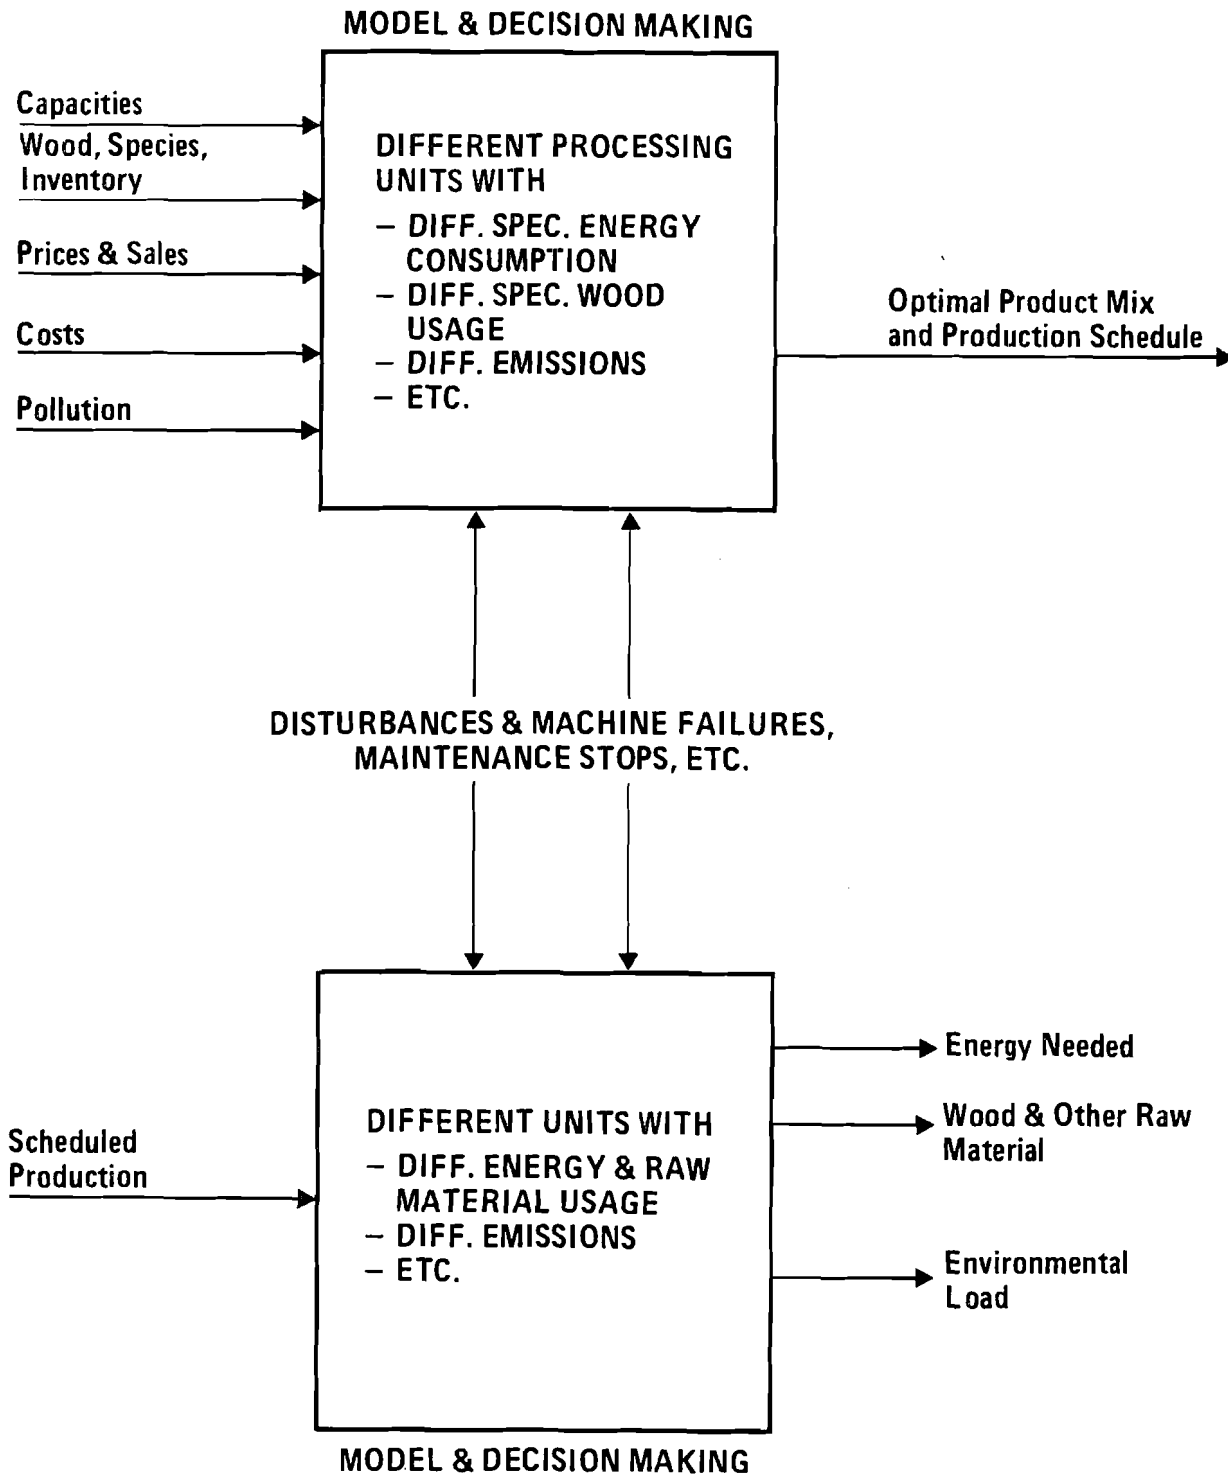 MODEL & DECISION MAKING
Capacities
Wood, Species,
Inventory
Prices & Sales
Costs
Pollution
DIFFERENT PROCESSING
UNITS WITH
– DIFF. SPEC. ENERGY
CONSUMPTION
– DIFF. SPEC. WOOD
USAGE
– DIFF. EMISSIONS
– ETC.
Optimal Product Mix
and Production Schedule
DISTURBANCES & MACHINE FAILURES,
MAINTENANCE STOPS, ETC.
Scheduled
Production
DIFFERENT UNITS WITH
– DIFF. ENERGY & RAW
MATERIAL USAGE
– DIFF. EMISSIONS
– ETC.
Energy Needed
Wood & Other Raw
Material
Environmental
Load
MODEL & DECISION MAKING